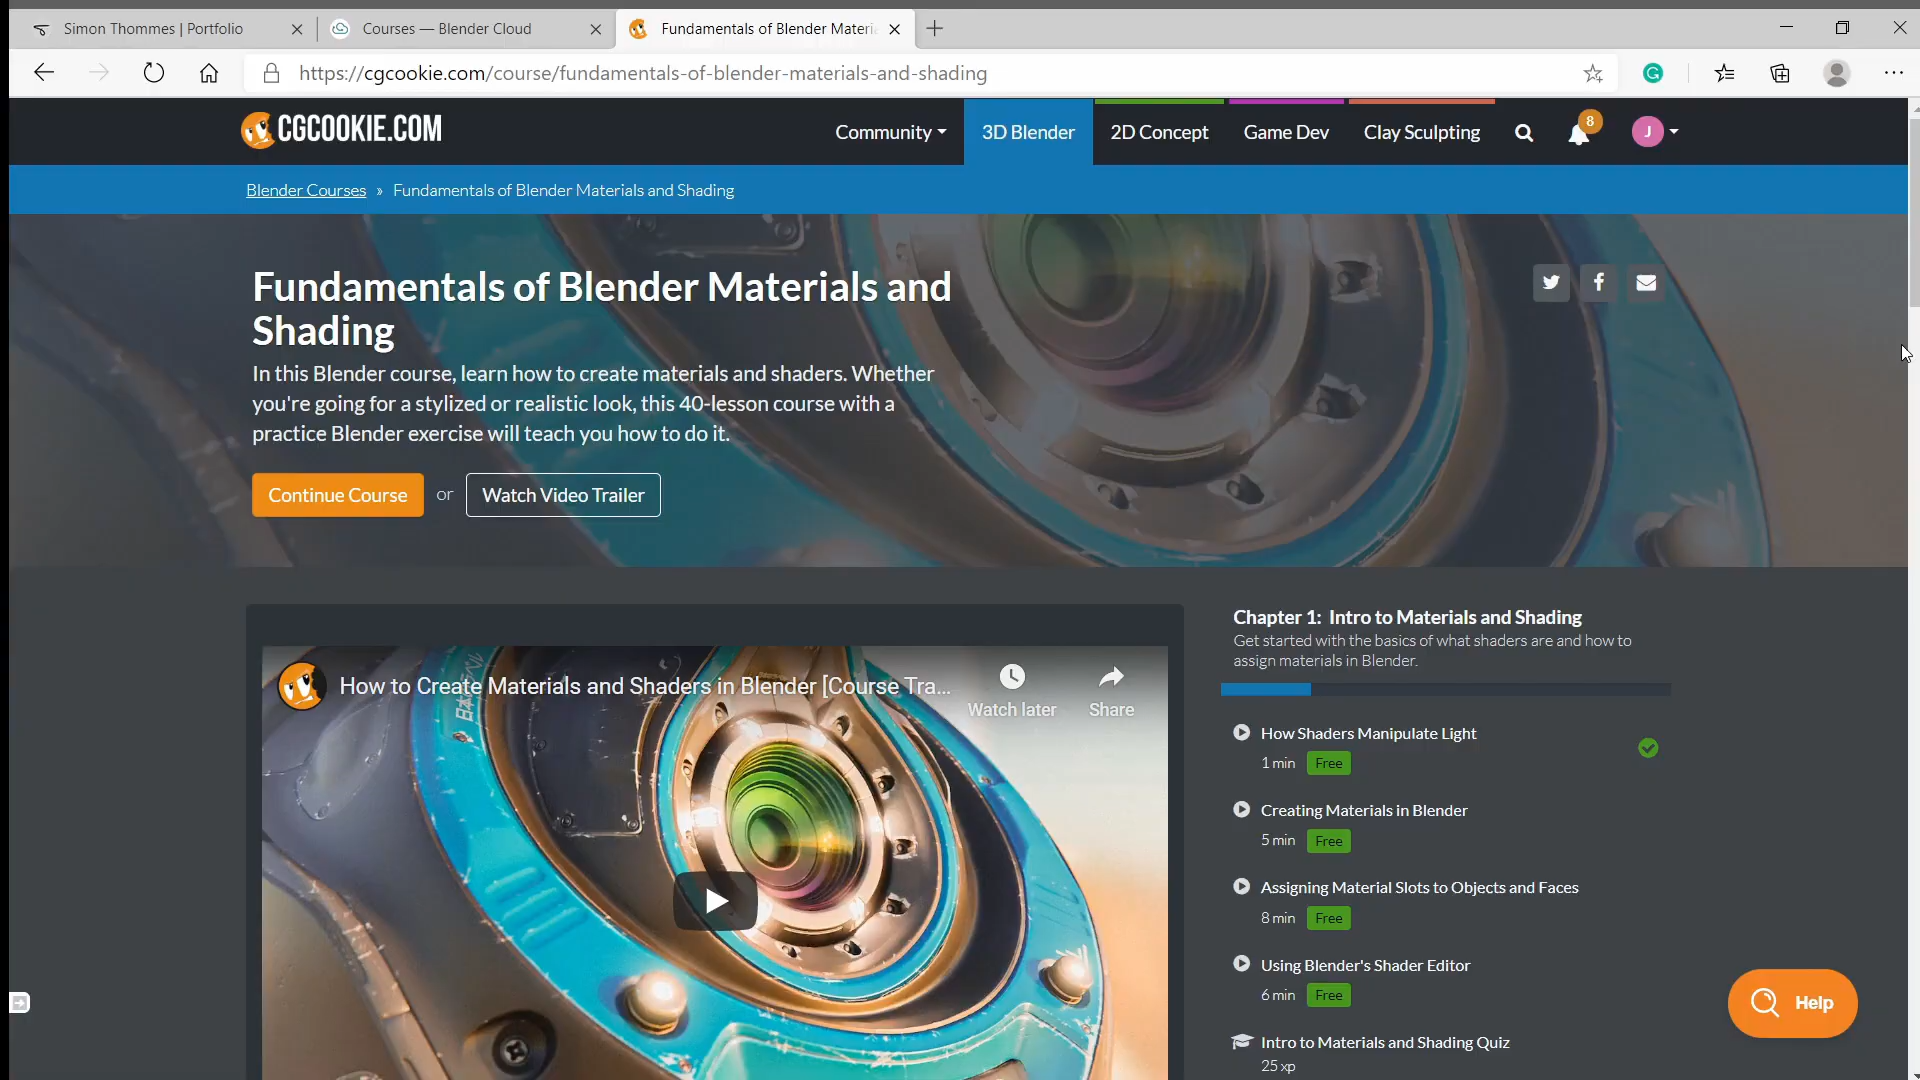 Simon Thommes | Portfolio
Courses — Blender Cloud
Fundamentals of Blender Materi
https://cgcookie.com/course/fundamentals-of-blender-materials-and-shading
CGCOOKIE.COM
Community
3D Blender
2D Concept
Game Dev
Clay Sculpting
8
J
Blender Courses » Fundamentals of Blender Materials and Shading
Fundamentals of Blender Materials and
Shading
In this Blender course, learn how to create materials and shaders. Whether
you're going for a stylized or realistic look, this 40-lesson course with a
practice Blender exercise will teach you how to do it.
Continue Course or Watch Video Trailer
How to Create Materials and Shaders in Blender [Course Tra...
Watch later
Share
日本ベル
Chapter 1: Intro to Materials and Shading
Get started with the basics of what shaders are and how to
assign materials in Blender.
How Shaders Manipulate Light
1 min Free
Creating Materials in Blender
5 min Free
Assigning Material Slots to Objects and Faces
8 min Free
Using Blender's Shader Editor
6 min Free
Intro to Materials and Shading Quiz
25 xp
Help